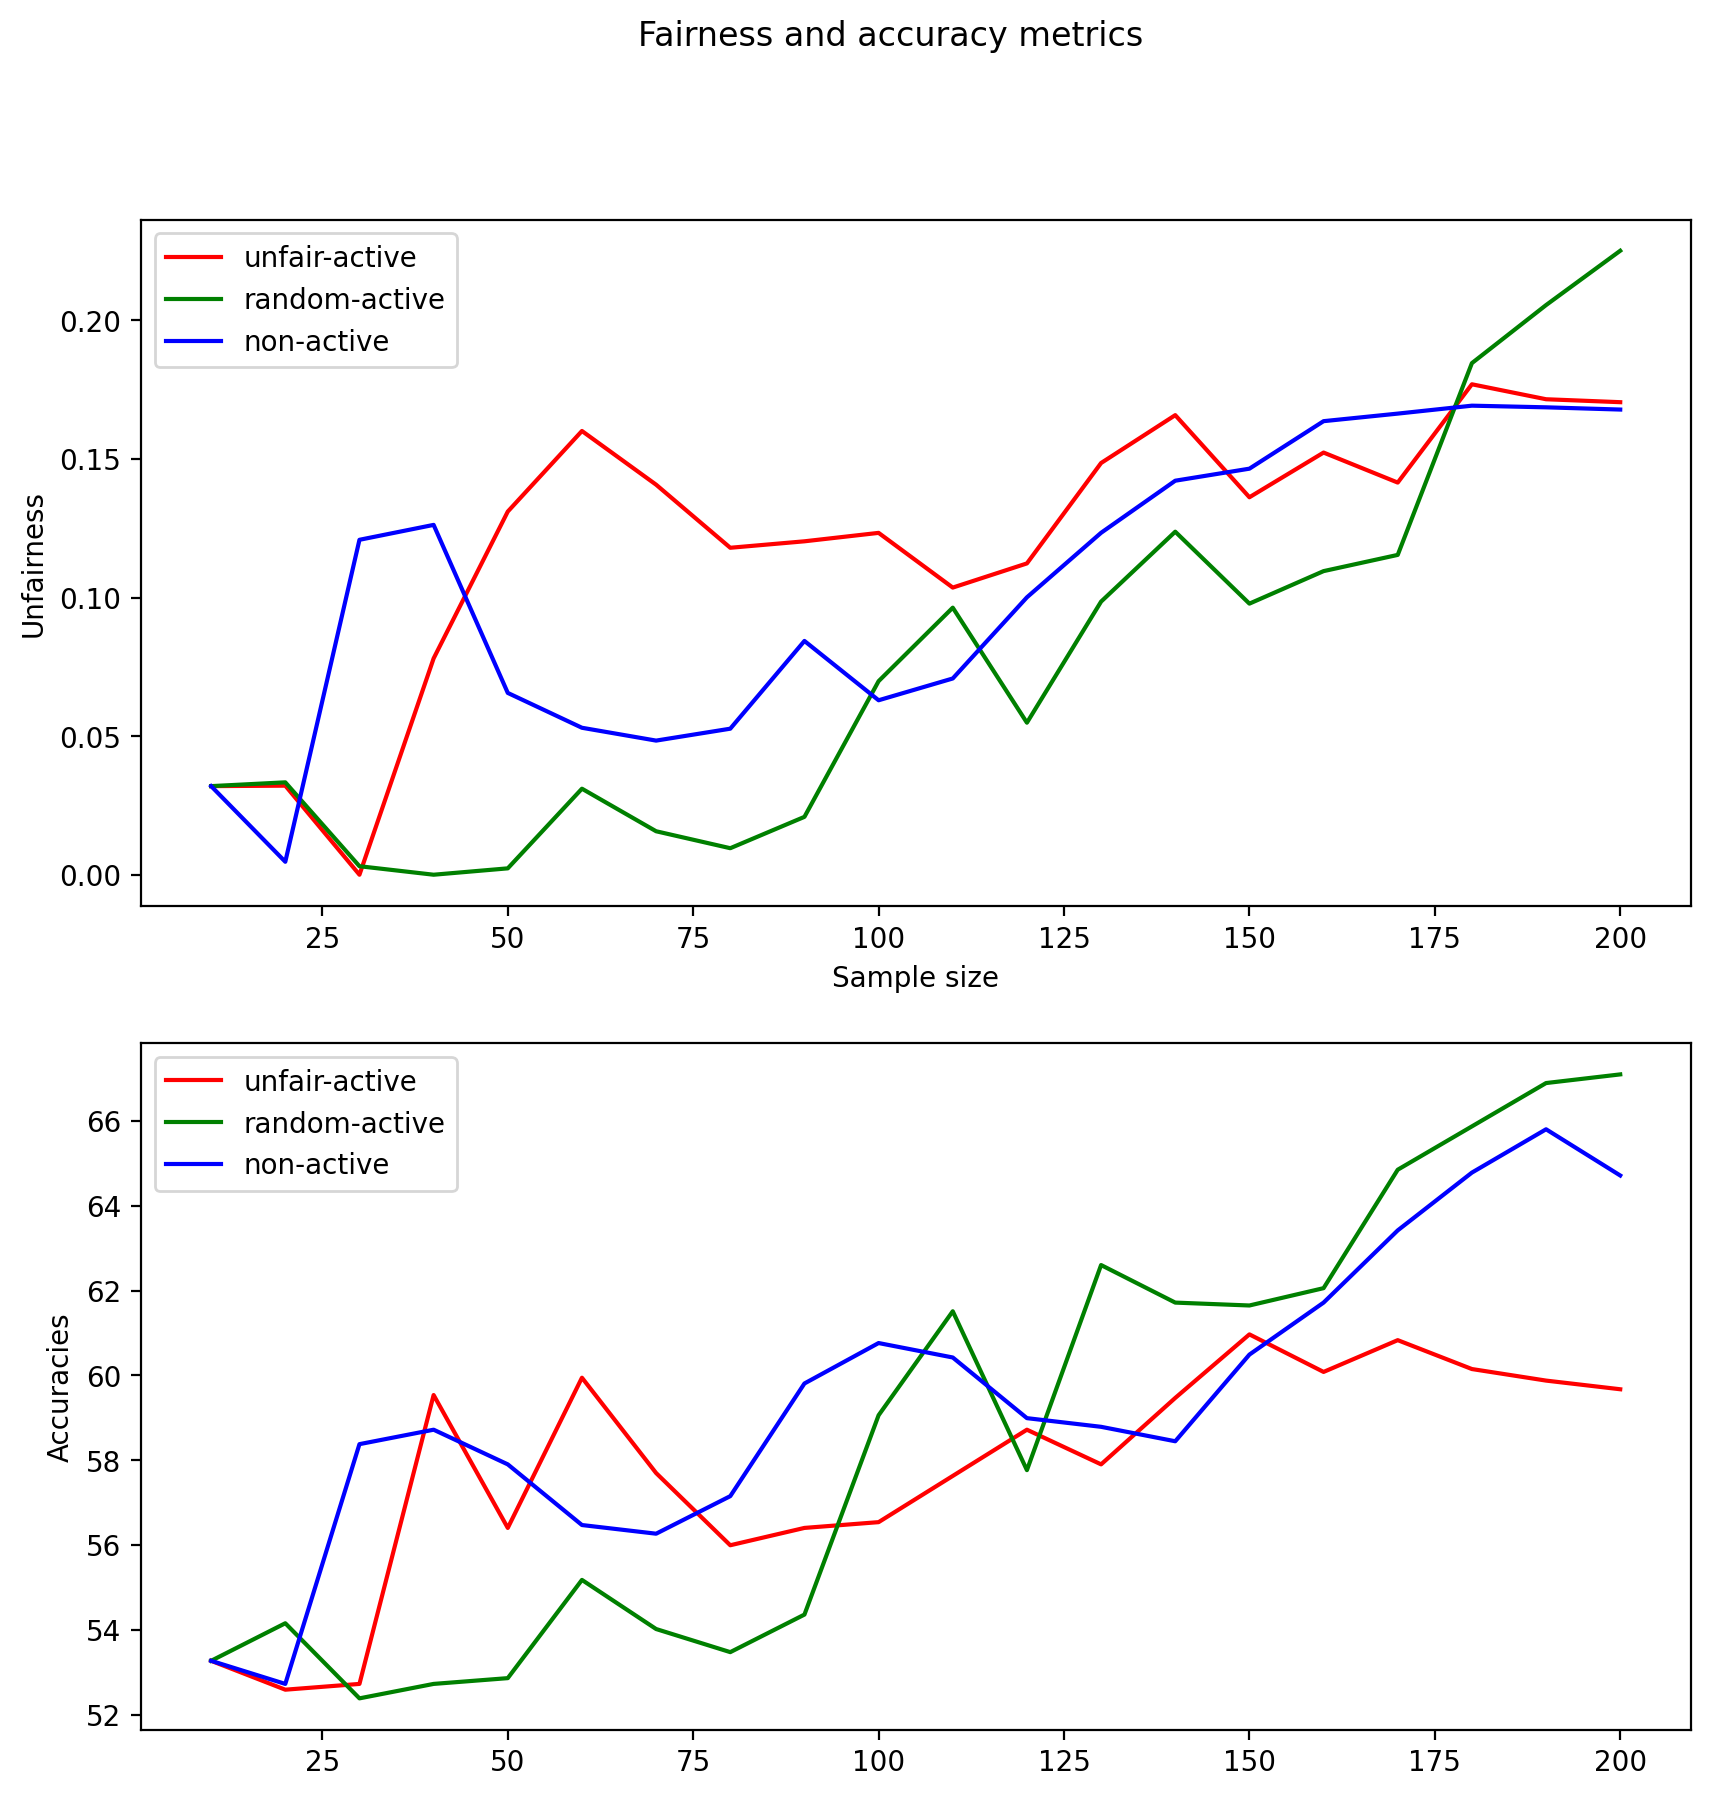 Fairness and accuracy metrics
unfair-active
random-active
non-active
Unfairness
0.20
0.15
0.10
0.05
0.00
25 50 75 100 125 150 175 200
Sample size
unfair-active
random-active
non-active
Accuracies
66
64
62
60
58
56
54
52
25 50 75 100 125 150 175 200